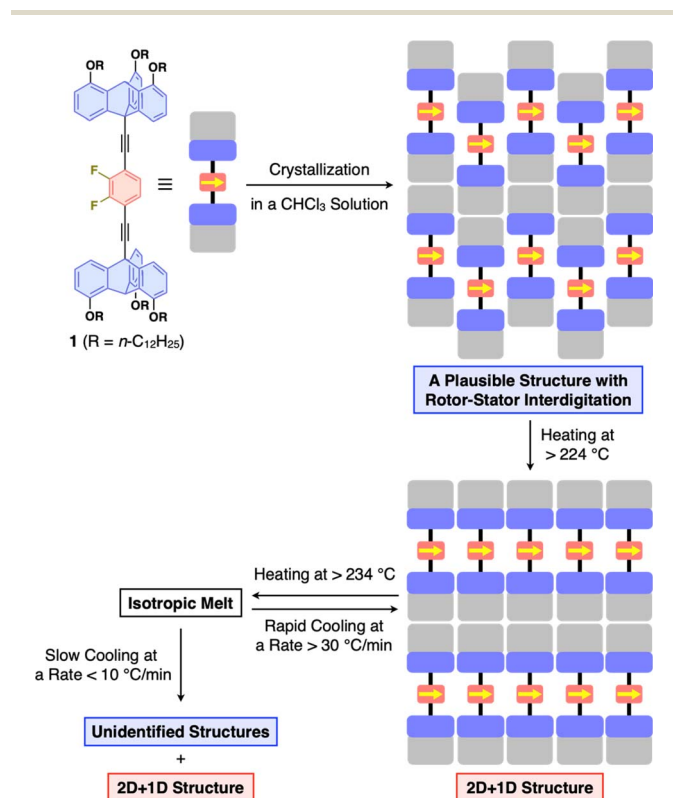 OR
OR
OR
F
F
≡
OR
OR
OR
1 (R = n-C12H25)
Crystallization
in a CHCl3 Solution
A Plausible Structure with
Rotor-Stator Interdigitation
Heating at
> 224 °C
Heating at > 234 °C
Isotropic Melt
Rapid Cooling at
a Rate > 30 °C/min
Slow Cooling at
a Rate < 10 °C/min
Unidentified Structures
+
2D+1D Structure
2D+1D Structure